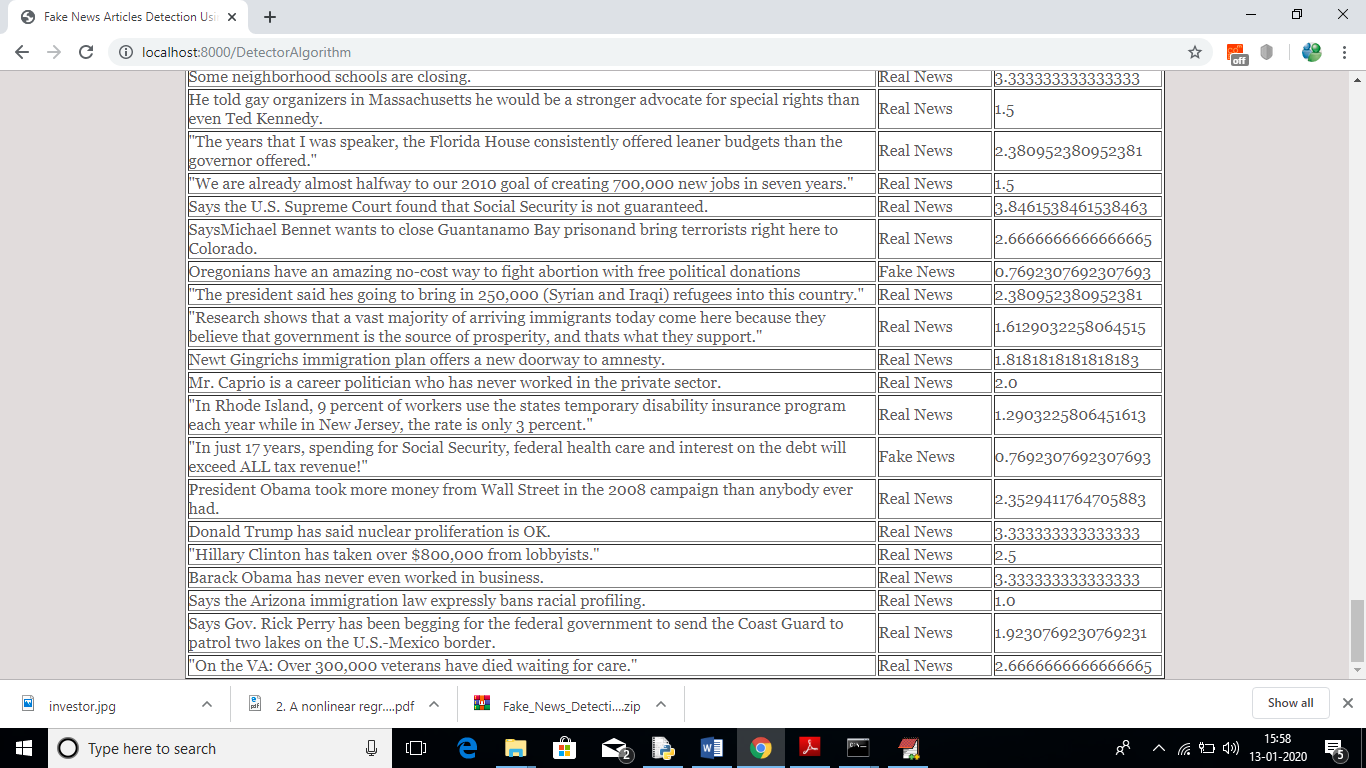 Fake News Articles Detection Usi
localhost:8000/DetectorAlgorithm
off
Some neighborhood schools are closing. Real News 3.333333333333333
He told gay organizers in Massachusetts he would be a stronger advocate for special rights than
even Ted Kennedy. Real News 1.5
"The years that I was speaker, the Florida House consistently offered leaner budgets than the
governor offered." Real News 2.380952380952381
"We are already almost halfway to our 2010 goal of creating 700,000 new jobs in seven years." Real News 1.5
Says the U.S. Supreme Court found that Social Security is not guaranteed. Real News 3.8461538461538463
SaysMichael Bennet wants to close Guantanamo Bay prisonand bring terrorists right here to
Colorado. Real News 2.6666666666666665
Oregonians have an amazing no-cost way to fight abortion with free political donations Fake News 0.7692307692307693
"The president said hes going to bring in 250,000 (Syrian and Iraqi) refugees into this country." Real News 2.380952380952381
"Research shows that a vast majority of arriving immigrants today come here because they
believe that government is the source of prosperity, and thats what they support." Real News 1.6129032258064515
Newt Gingrichs immigration plan offers a new doorway to amnesty. Real News 1.8181818181818183
Mr. Caprio is a career politician who has never worked in the private sector. Real News 2.0
"In Rhode Island, 9 percent of workers use the states temporary disability insurance program
each year while in New Jersey, the rate is only 3 percent." Real News 1.2903225806451613
"In just 17 years, spending for Social Security, federal health care and interest on the debt will
exceed ALL tax revenue!" Fake News 0.7692307692307693
President Obama took more money from Wall Street in the 2008 campaign than anybody ever
had. Real News 2.3529411764705883
Donald Trump has said nuclear proliferation is OK. Real News 3.333333333333333
"Hillary Clinton has taken over $800,000 from lobbyists." Real News 2.5
Barack Obama has never even worked in business. Real News 3.333333333333333
Says the Arizona immigration law expressly bans racial profiling. Real News 1.0
Says Gov. Rick Perry has been begging for the federal government to send the Coast Guard to
patrol two lakes on the U.S.-Mexico border. Real News 1.9230769230769231
"On the VA: Over 300,000 veterans have died waiting for care." Real News 2.6666666666666665
investor.jpg 2. A nonlinear regr....pdf Fake_News_Detecti....zip Show all
Type here to search 2 15:58
13-01-2020 5